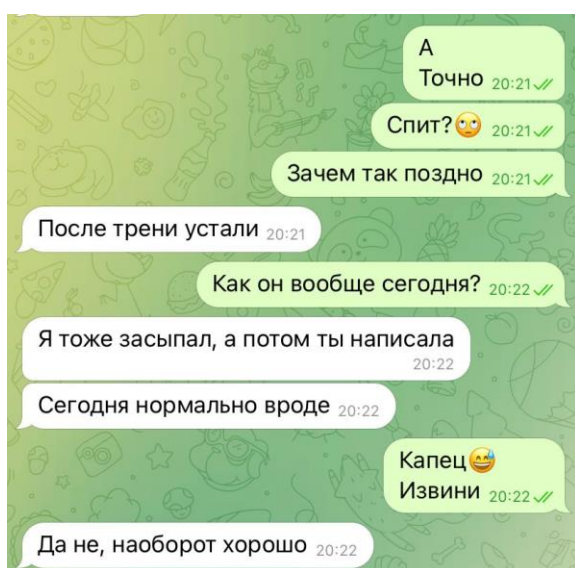 А
Точно 20:21
Спит?🙄 20:21
Зачем так поздно 20:21
После трени устали 20:21
Как он вообще сегодня? 20:22
Я тоже засыпал, а потом ты написала
20:22
Сегодня нормально вроде 20:22
Капец😅
Извини 20:22
Да не, наоборот хорошо 20:22